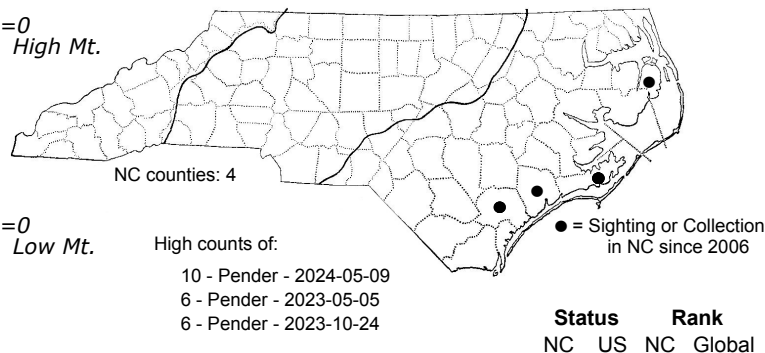 =0
High Mt.
NC counties: 4
=0
Low Mt.
High counts of:
10 - Pender - 2024-05-09
6 - Pender - 2023-05-05
6 - Pender - 2023-10-24
● = Sighting or Collection
in NC since 2006
Status Rank
NC US NC Global